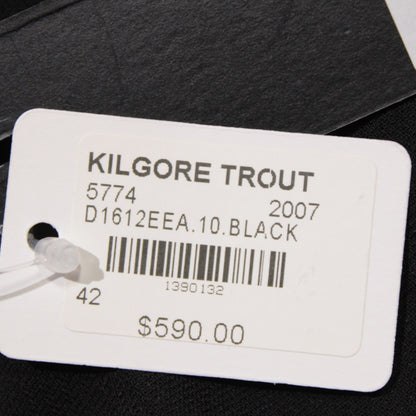 KILGORE TROUT
5774 2007
D1612EEA.10.BLACK
1390132
42
$590.00